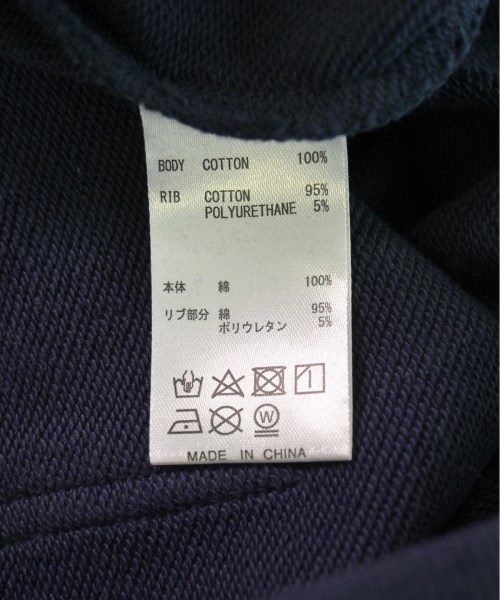 BODY COTTON 100%
RIB COTTON 95%
POLYURETHANE 5%
本体 綿 100%
リブ部分 綿 95%
ポリウレタン 5%
W
MADE IN CHINA